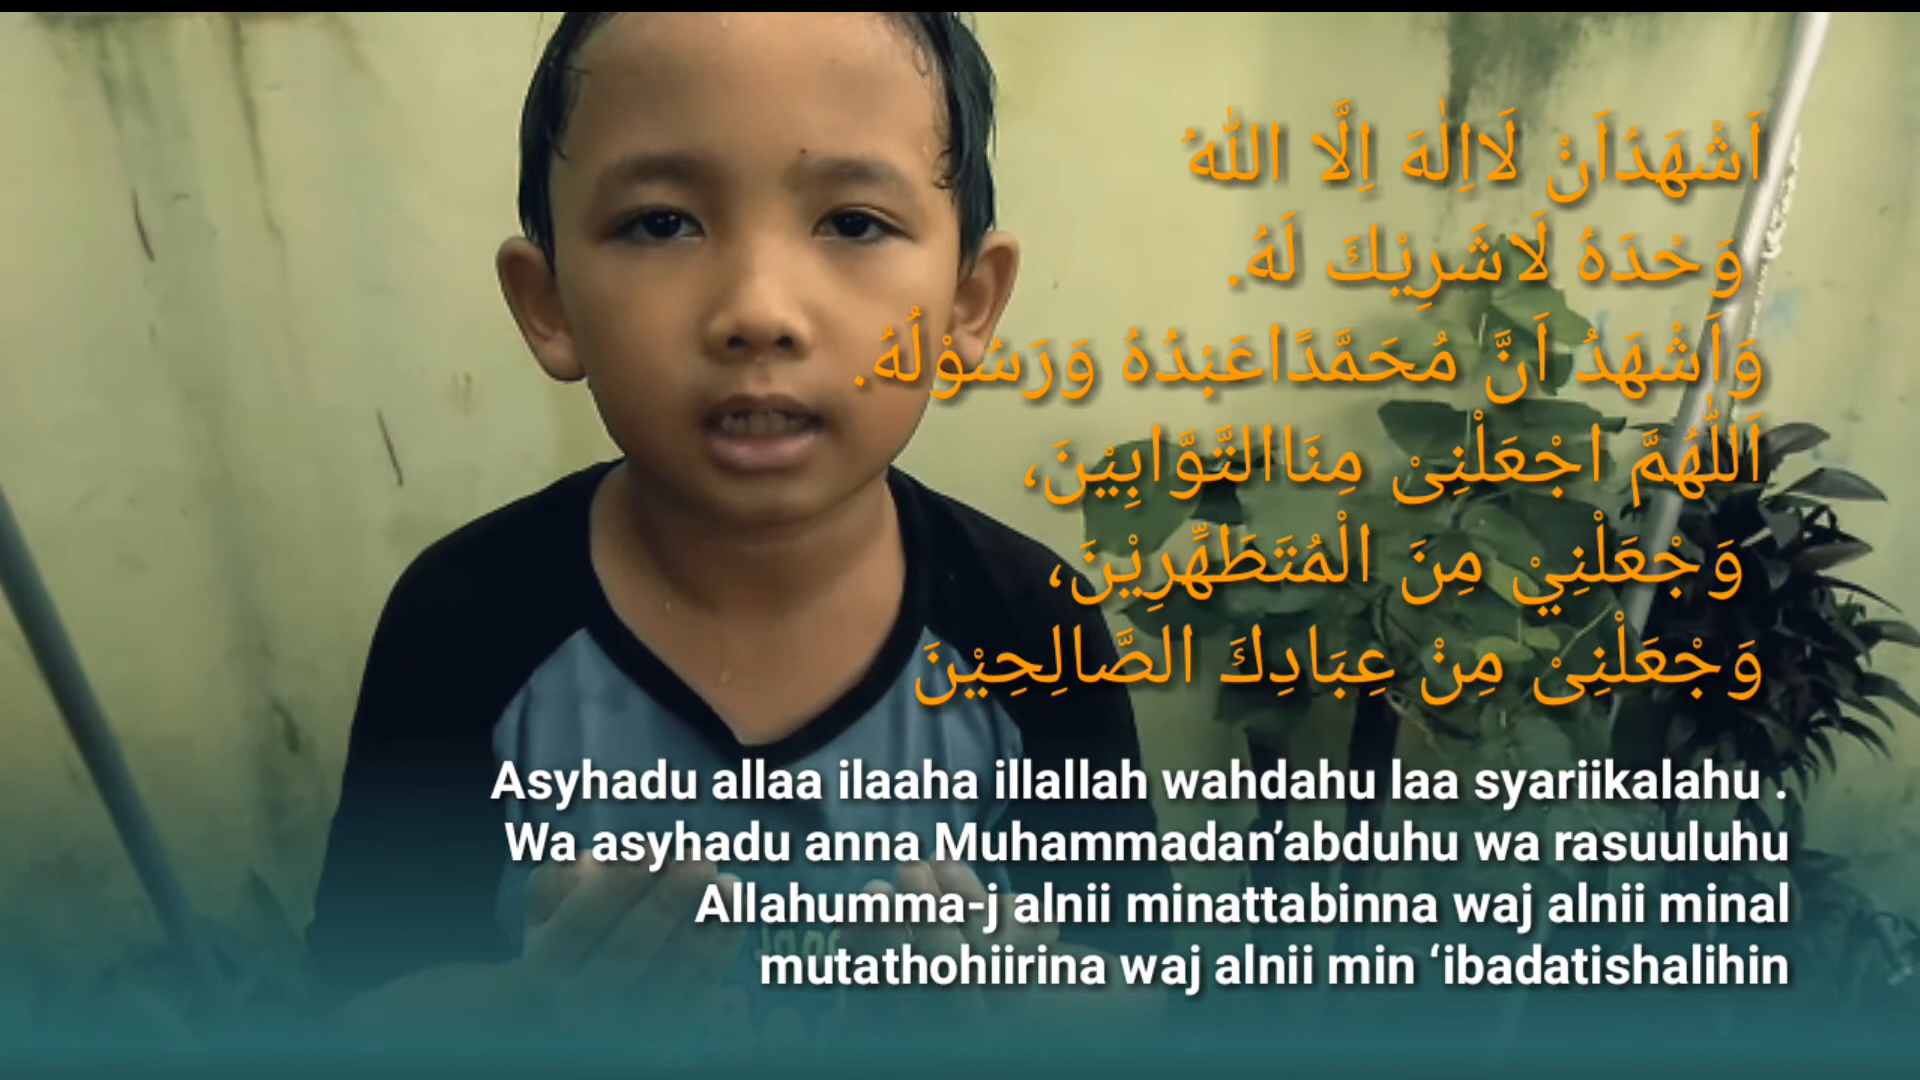 اَشْهَدُاَنْ لَااِلٰهَ اِلَّا اللّٰهُ
وَحْدَهُ لَاشَرِيْكَ لَهُ.
وَاَشْهَدُ اَنَّ مُحَمَّدًاعَبْدُهُ وَرَسُوْلُهُ.
اَللّٰهُمَّ اجْعَلْنِىْ مِنَاالتَّوَّابِيْنَ،
وَجْعَلْنِيْ مِنَ الْمُتَطَهِّرِيْنَ،
وَجْعَلْنِىْ مِنْ عِبَادِكَ الصَّالِحِيْنَ
Asyhadu allaa ilaaha illallah wahdahu laa syariikalahu .
Wa asyhadu anna Muhammadan’abduhu wa rasuuluhu
Allahumma-j alnii minattabinna waj alnii minal
mutathohiirina waj alnii min ‘ibadatishalihin